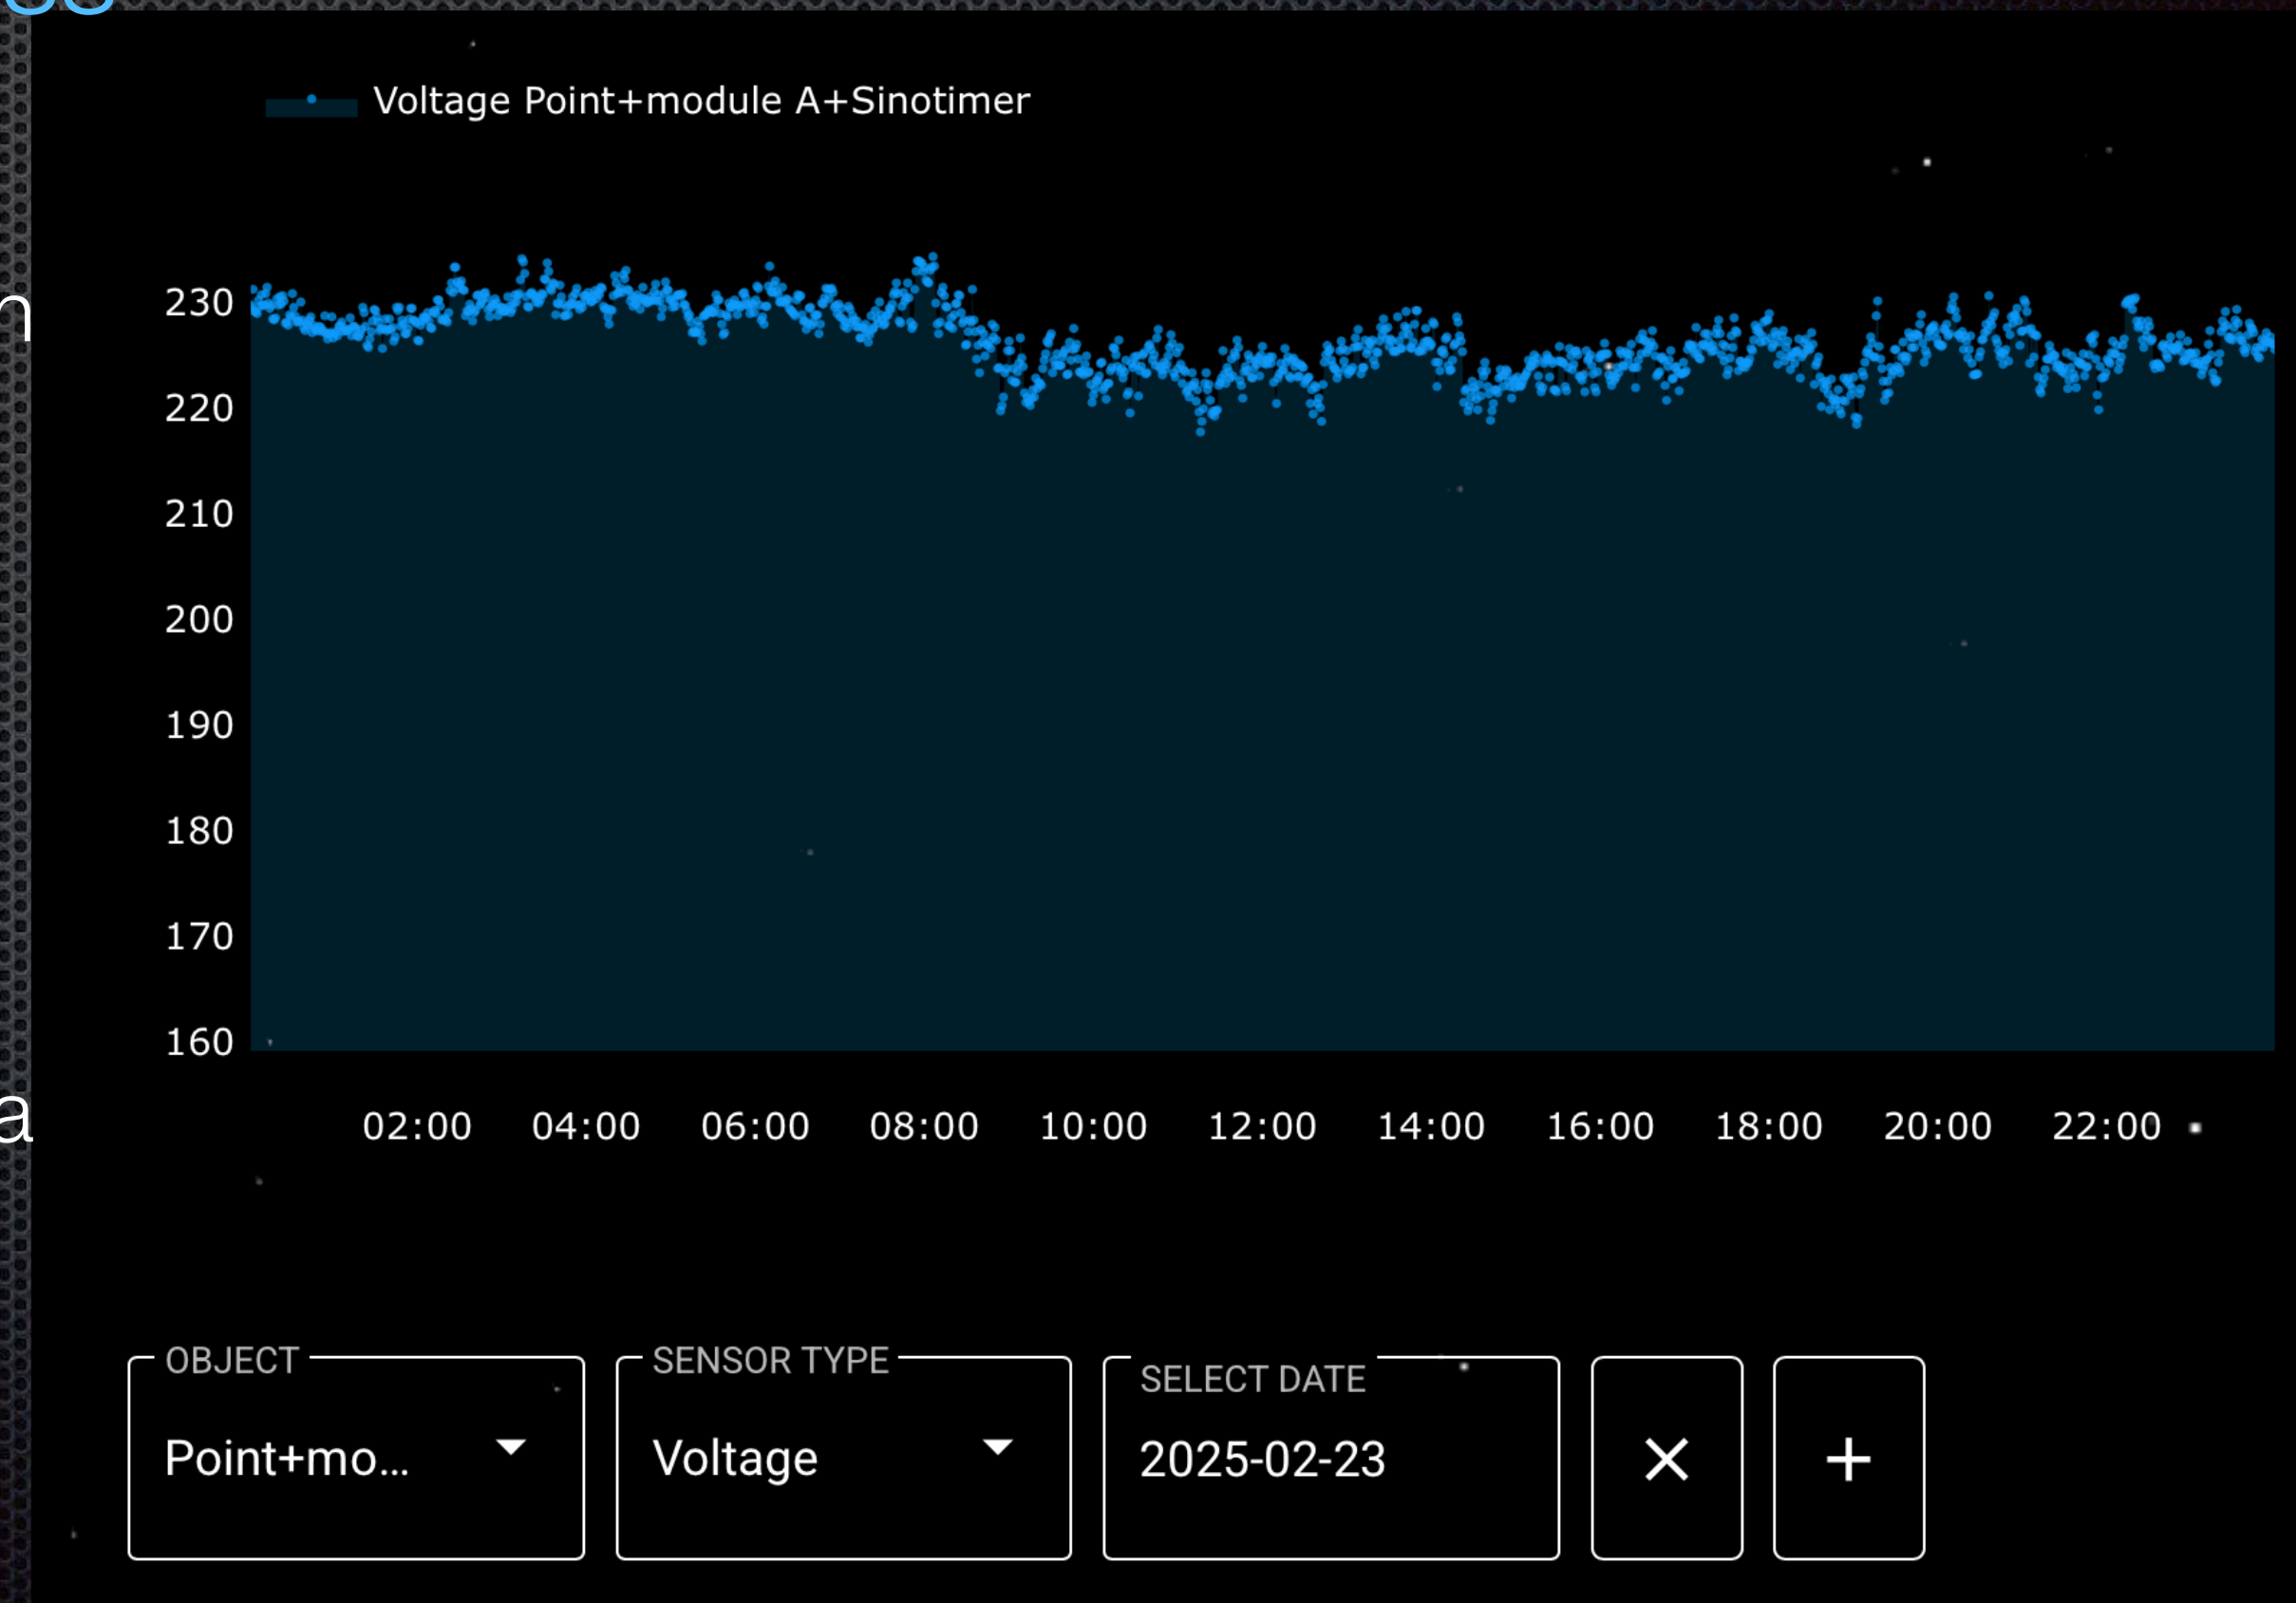 Voltage Point+module A+Sinotimer
230
220
210
200
190
180
170
160
02:00 04:00 06:00 08:00 10:00 12:00 14:00 16:00 18:00 20:00 22:00
OBJECT SENSOR TYPE SELECT DATE
Point+mo... Voltage 2025-02-23
n
a